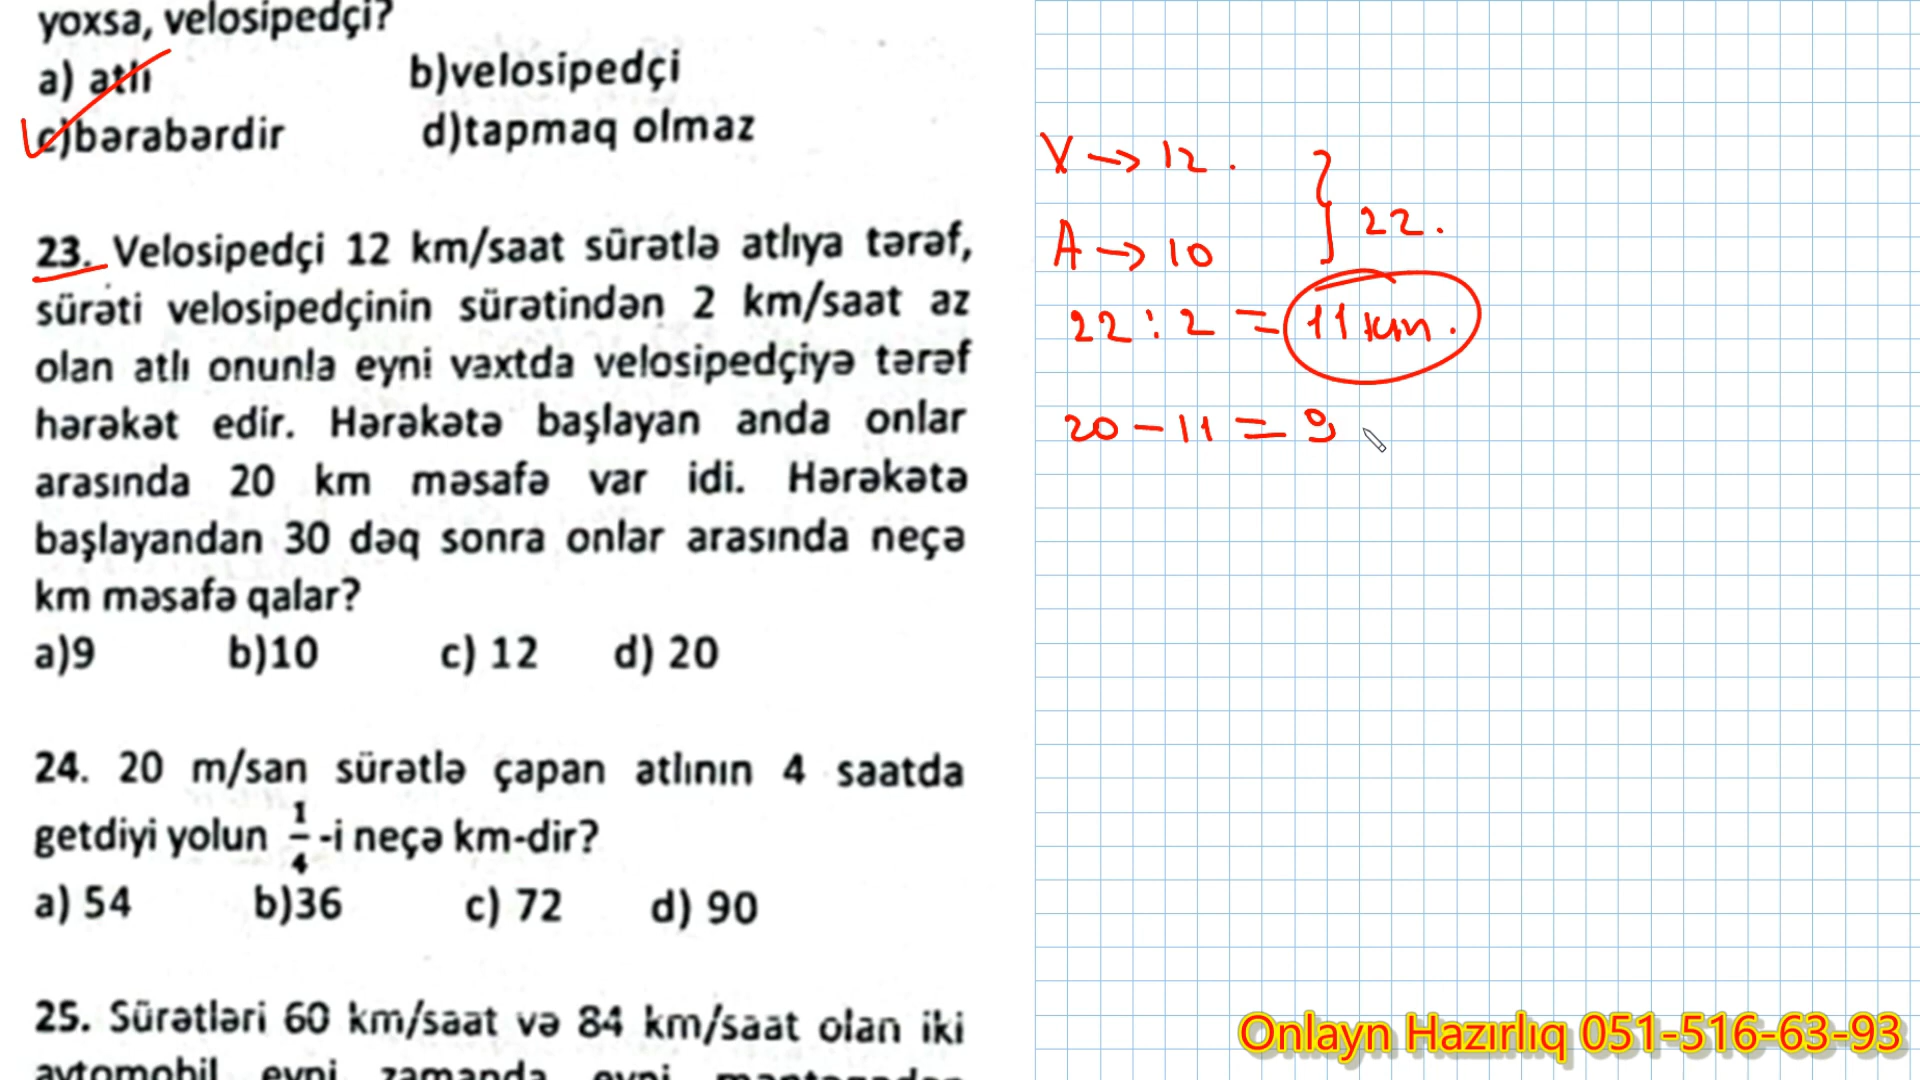 yoxsa, velosipedçi?
a) atlı b)velosipedçi
c)bərabərdir d)tapmaq olmaz
23. Velosipedçi 12 km/saat sürətlə atlıya tərəf,
sürəti velosipedçinin sürətindən 2 km/saat az
olan atlı onunla eyni vaxtda velosipedçiyə tərəf
hərəkət edir. Hərəkətə başlayan anda onlar
arasında 20 km məsafə var idi. Hərəkətə
başlayandan 30 dəq sonra onlar arasında neçə
km məsafə qalar?
a)9 b)10 c) 12 d) 20
24. 20 m/san sürətlə çapan atlının 4 saatda
getdiyi yolun 1/4 -i neçə km-dir?
a) 54 b)36 c) 72 d) 90
25. Sürətləri 60 km/saat və 84 km/saat olan iki
avtomobil eyni zamanda eyni məntəqədən
V → 12.
A → 10
} 22.
22 : 2 = 11 km.
20 - 11 = 9
Onlayn Hazırlıq 051-516-63-93